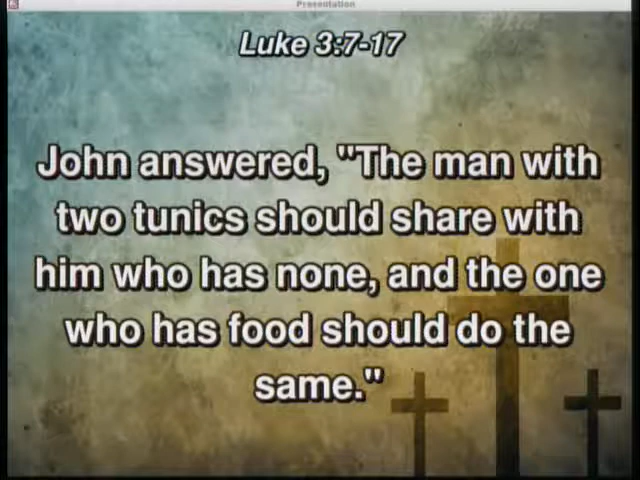 Presentation
Luke 3:7-17
John answered, "The man with
two tunics should share with
him who has none, and the one
who has food should do the
same."